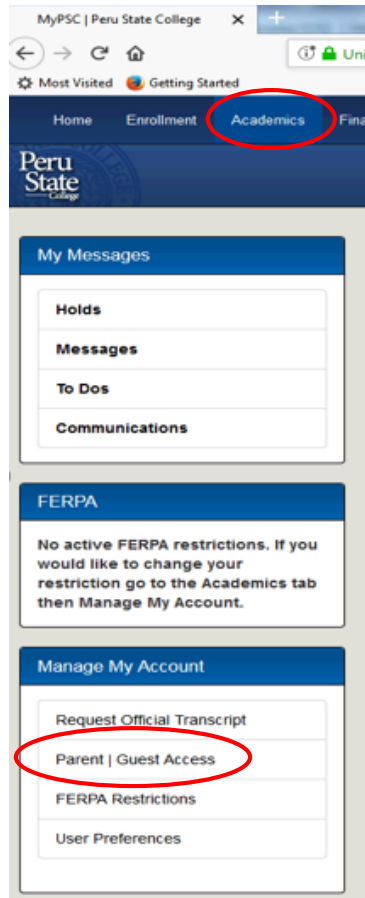 MyPSC | Peru State College
Uni
Most Visited Getting Started
Home Enrollment Academics Fina
Peru
State
College
My Messages
Holds
Messages
To Dos
Communications
FERPA
No active FERPA restrictions. If you
would like to change your
restriction go to the Academics tab
then Manage My Account.
Manage My Account
Request Official Transcript
Parent | Guest Access
FERPA Restrictions
User Preferences